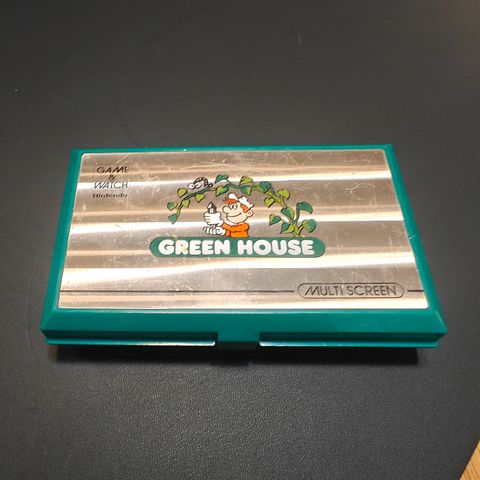 GAME
&
WATCH
Nintendo
GREEN HOUSE
MULTI SCREEN